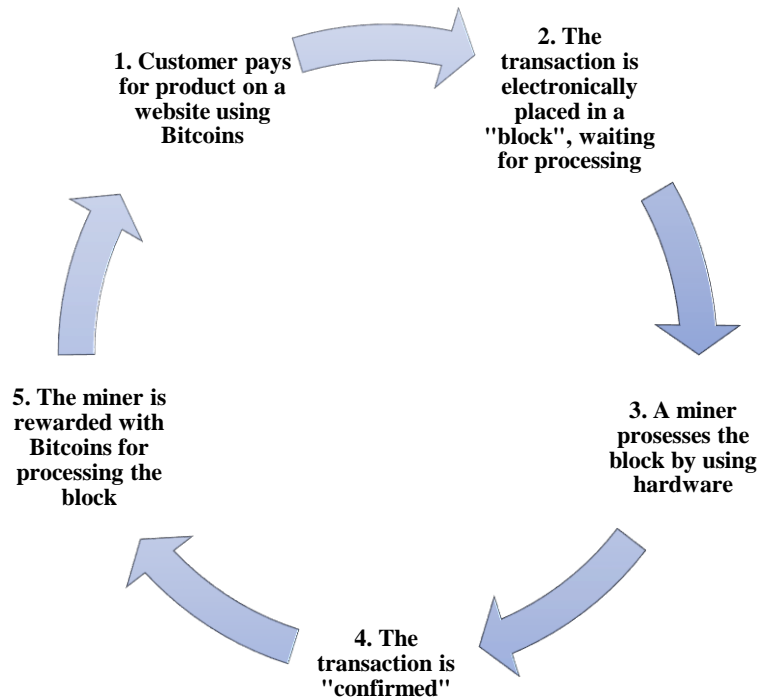 1. Customer pays
for product on a
website using
Bitcoins
2. The
transaction is
electronically
placed in a
"block", waiting
for processing
3. A miner
prosesses the
block by using
hardware
4. The
transaction is
"confirmed"
5. The miner is
rewarded with
Bitcoins for
processing the
block